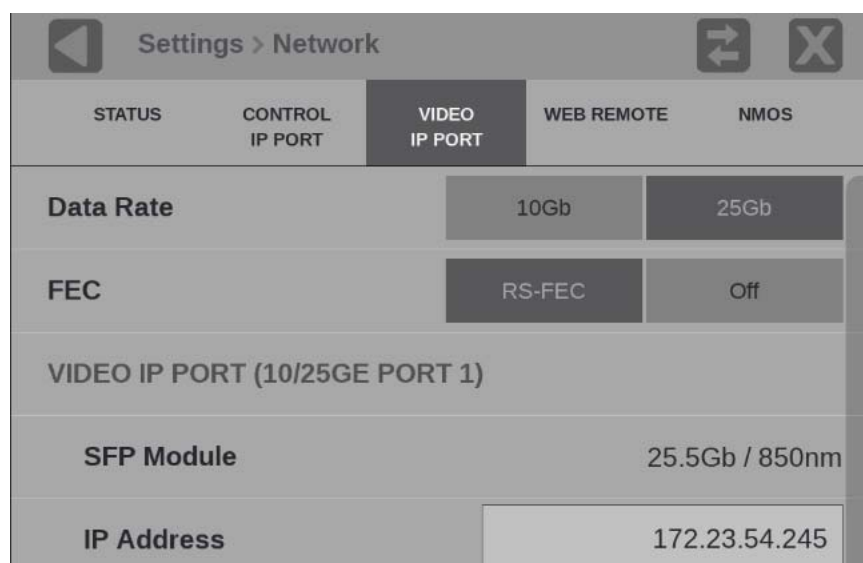 Settings > Network
STATUS
CONTROL
IP PORT
VIDEO
IP PORT
WEB REMOTE
NMOS
Data Rate
10Gb
25Gb
FEC
RS-FEC
Off
VIDEO IP PORT (10/25GE PORT 1)
SFP Module
25.5Gb / 850nm
IP Address
172.23.54.245